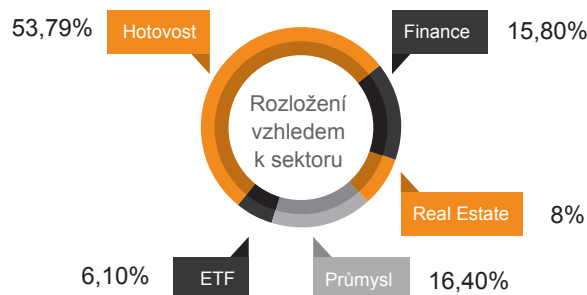 53,79%
Hotovost
Finance
15,80%
Rozložení
vzhledem
k sektoru
Real Estate
8%
6,10%
ETF
Průmysl
16,40%